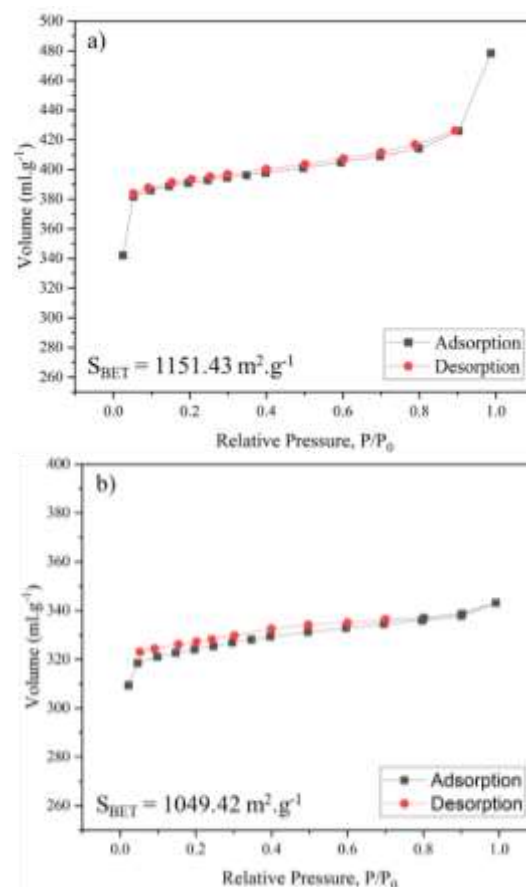 a)
500
480
460
440
420
400
380
360
340
320
300
280
260
Volume (ml.g⁻¹)
Adsorption
Desorption
S_BET = 1151.43 m².g⁻¹
0.0 0.2 0.4 0.6 0.8 1.0
Relative Pressure, P/P₀
b)
400
380
360
340
320
300
280
260
Volume (ml.g⁻¹)
Adsorption
Desorption
S_BET = 1049.42 m².g⁻¹
0.0 0.2 0.4 0.6 0.8 1.0
Relative Pressure, P/P₀